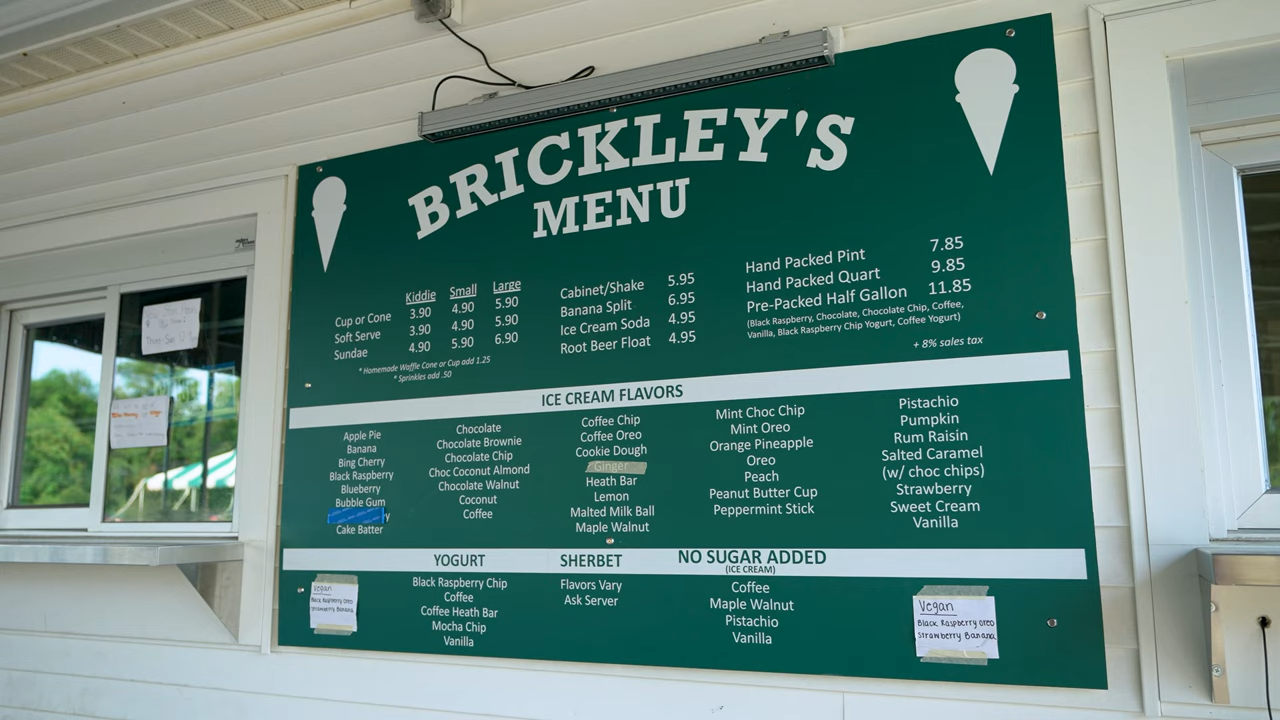 BRICKLEY'S
MENU
Kiddie Small Large
Cup or Cone 3.90 4.90 5.90
Soft Serve 3.90 4.90 5.90
Sundae 4.90 5.90 6.90
* Homemade Waffle Cone or Cup add 1.25
* Sprinkles add .50
Cabinet/Shake 5.95
Banana Split 6.95
Ice Cream Soda 4.95
Root Beer Float 4.95
Hand Packed Pint 7.85
Hand Packed Quart 9.85
Pre-Packed Half Gallon 11.85
(Black Raspberry, Chocolate, Chocolate Chip, Coffee,
Vanilla, Black Raspberry Chip Yogurt, Coffee Yogurt)
+ 8% sales tax
ICE CREAM FLAVORS
Apple Pie
Banana
Bing Cherry
Black Raspberry
Blueberry
Bubble Gum
Cake Batter
Chocolate
Chocolate Brownie
Chocolate Chip
Choc Coconut Almond
Chocolate Walnut
Coconut
Coffee
Coffee Chip
Coffee Oreo
Cookie Dough
Ginger
Heath Bar
Lemon
Malted Milk Ball
Maple Walnut
Mint Choc Chip
Mint Oreo
Orange Pineapple
Oreo
Peach
Peanut Butter Cup
Peppermint Stick
Pistachio
Pumpkin
Rum Raisin
Salted Caramel
(w/ choc chips)
Strawberry
Sweet Cream
Vanilla
YOGURT
Black Raspberry Chip
Coffee
Coffee Heath Bar
Mocha Chip
Vanilla
SHERBET
Flavors Vary
Ask Server
NO SUGAR ADDED
(ICE CREAM)
Coffee
Maple Walnut
Pistachio
Vanilla
Vegan
Black Raspberry Oreo
Strawberry Banana
Vegan
Black Raspberry Oreo
Strawberry Banana